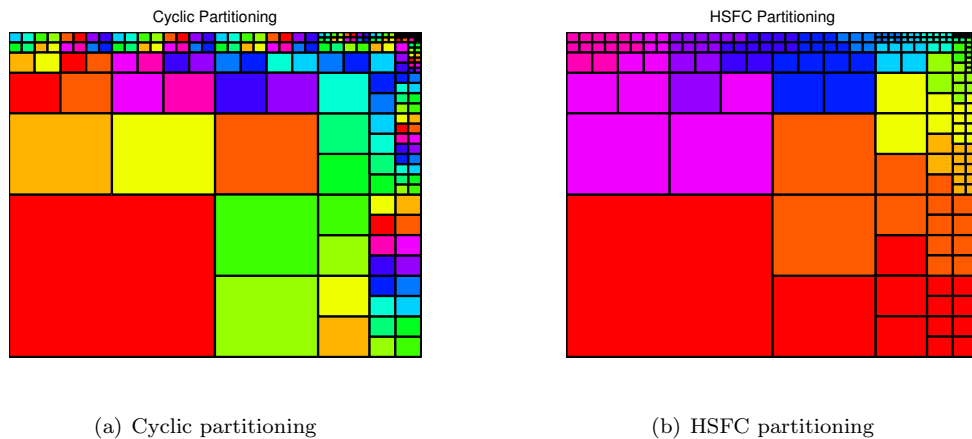 Cyclic Partitioning
HSFC Partitioning
(a) Cyclic partitioning
(b) HSFC partitioning